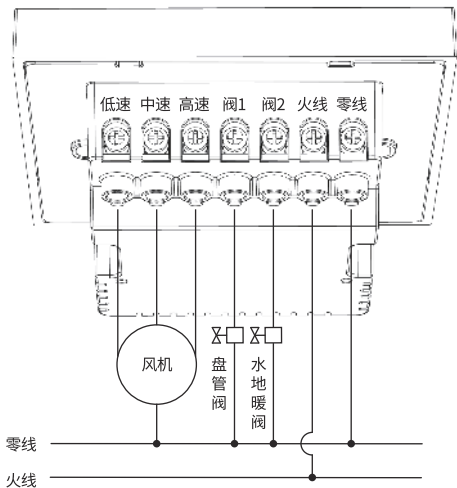 低速 中速 高速 阀1 阀2 火线 零线
风机
盘管阀
水地暖阀
零线
火线